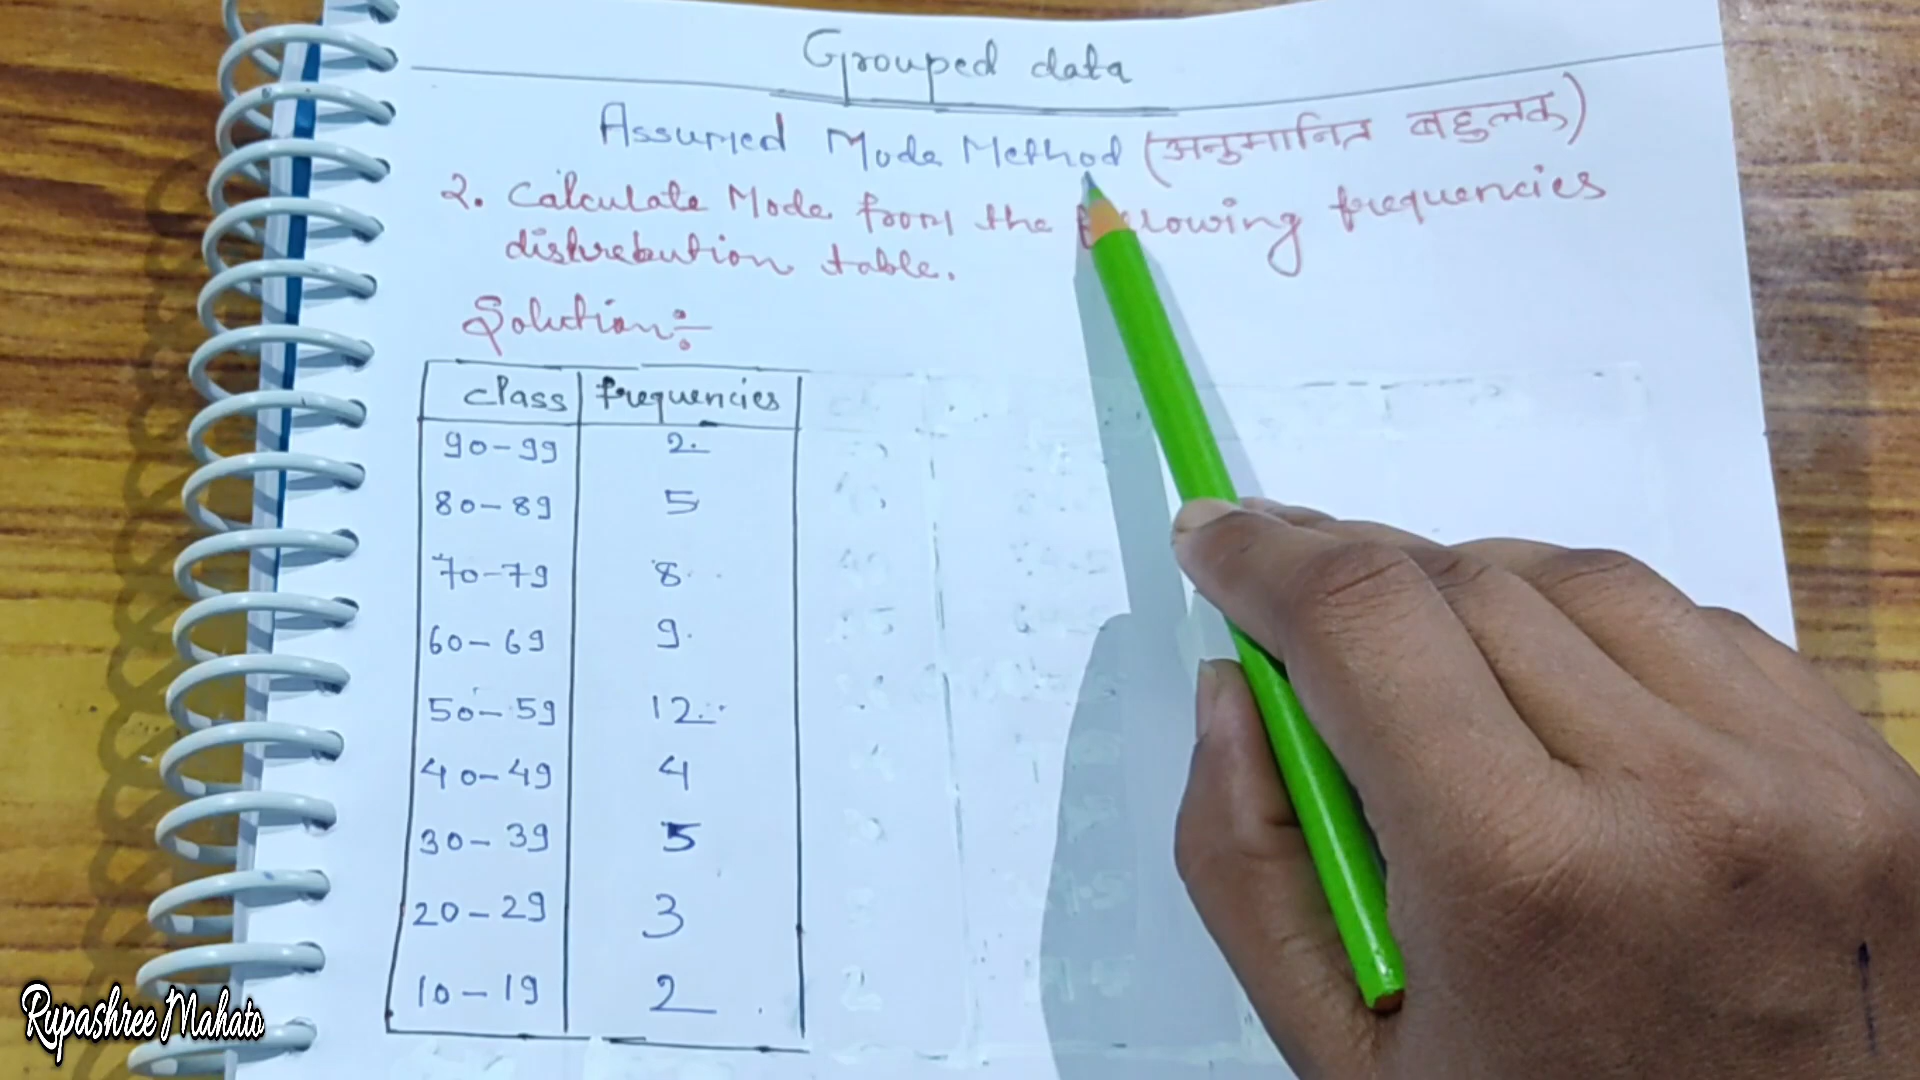 Grouped data
Assumed Mode Method (अनुमानित बहुलक)
2. Calculate Mode from the following frequencies
distrebution table.
Solution:-
class frequencies
90-99 2.
80-89 5
70-79 8
60-69 9.
50-59 12
40-49 4
30-39 5
20-29 3
10-19 2
Rupashree Mahato